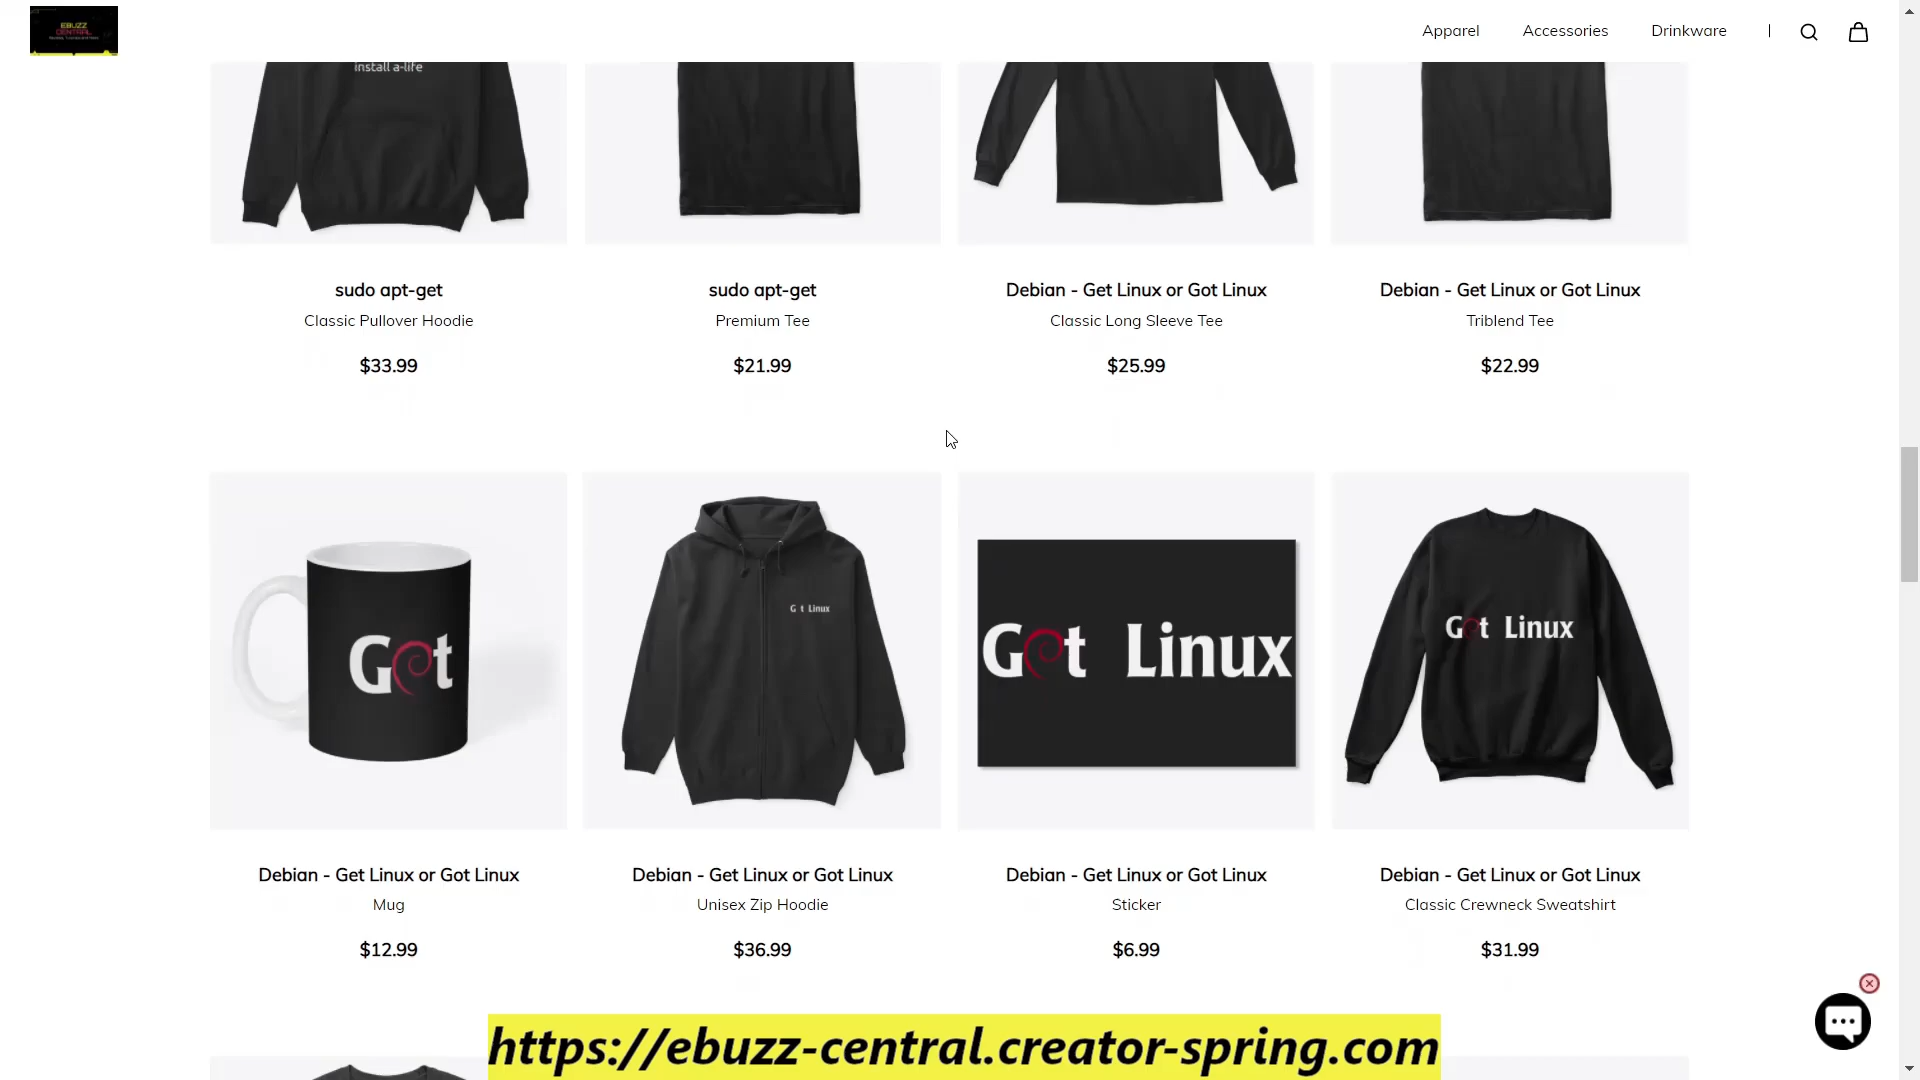 EBUZZ
CENTRAL
Apparel
Accessories
Drinkware
install a-life
sudo apt-get
Classic Pullover Hoodie
$33.99
sudo apt-get
Premium Tee
$21.99
Debian - Get Linux or Got Linux
Classic Long Sleeve Tee
$25.99
Debian - Get Linux or Got Linux
Triblend Tee
$22.99
G t
G t Linux
G t Linux
G t Linux
Debian - Get Linux or Got Linux
Mug
$12.99
Debian - Get Linux or Got Linux
Unisex Zip Hoodie
$36.99
Debian - Get Linux or Got Linux
Sticker
$6.99
Debian - Get Linux or Got Linux
Classic Crewneck Sweatshirt
$31.99
https://ebuzz-central.creator-spring.com